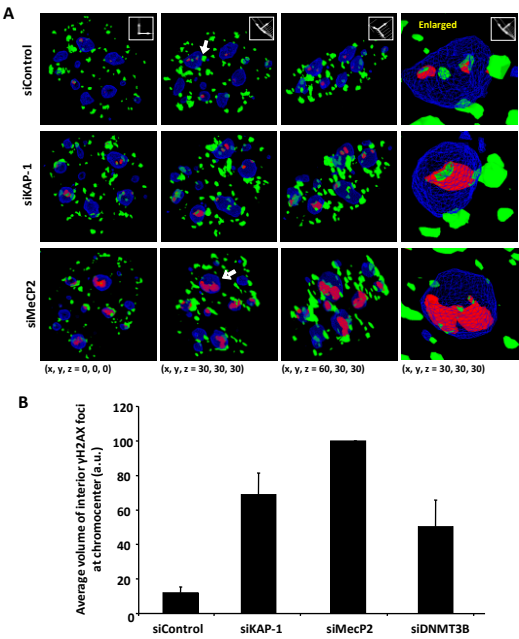 A
Enlarged
siControl
siKAP-1
siMeCP2
(x, y, z = 0, 0, 0) (x, y, z = 30, 30, 30) (x, y, z = 60, 30, 30) (x, y, z = 30, 30, 30)
B
Average volume of interior γH2AX foci
at chromocenter (a.u.)
120
100
80
60
40
20
0
siControl siKAP-1 siMecP2 siDNMT3B